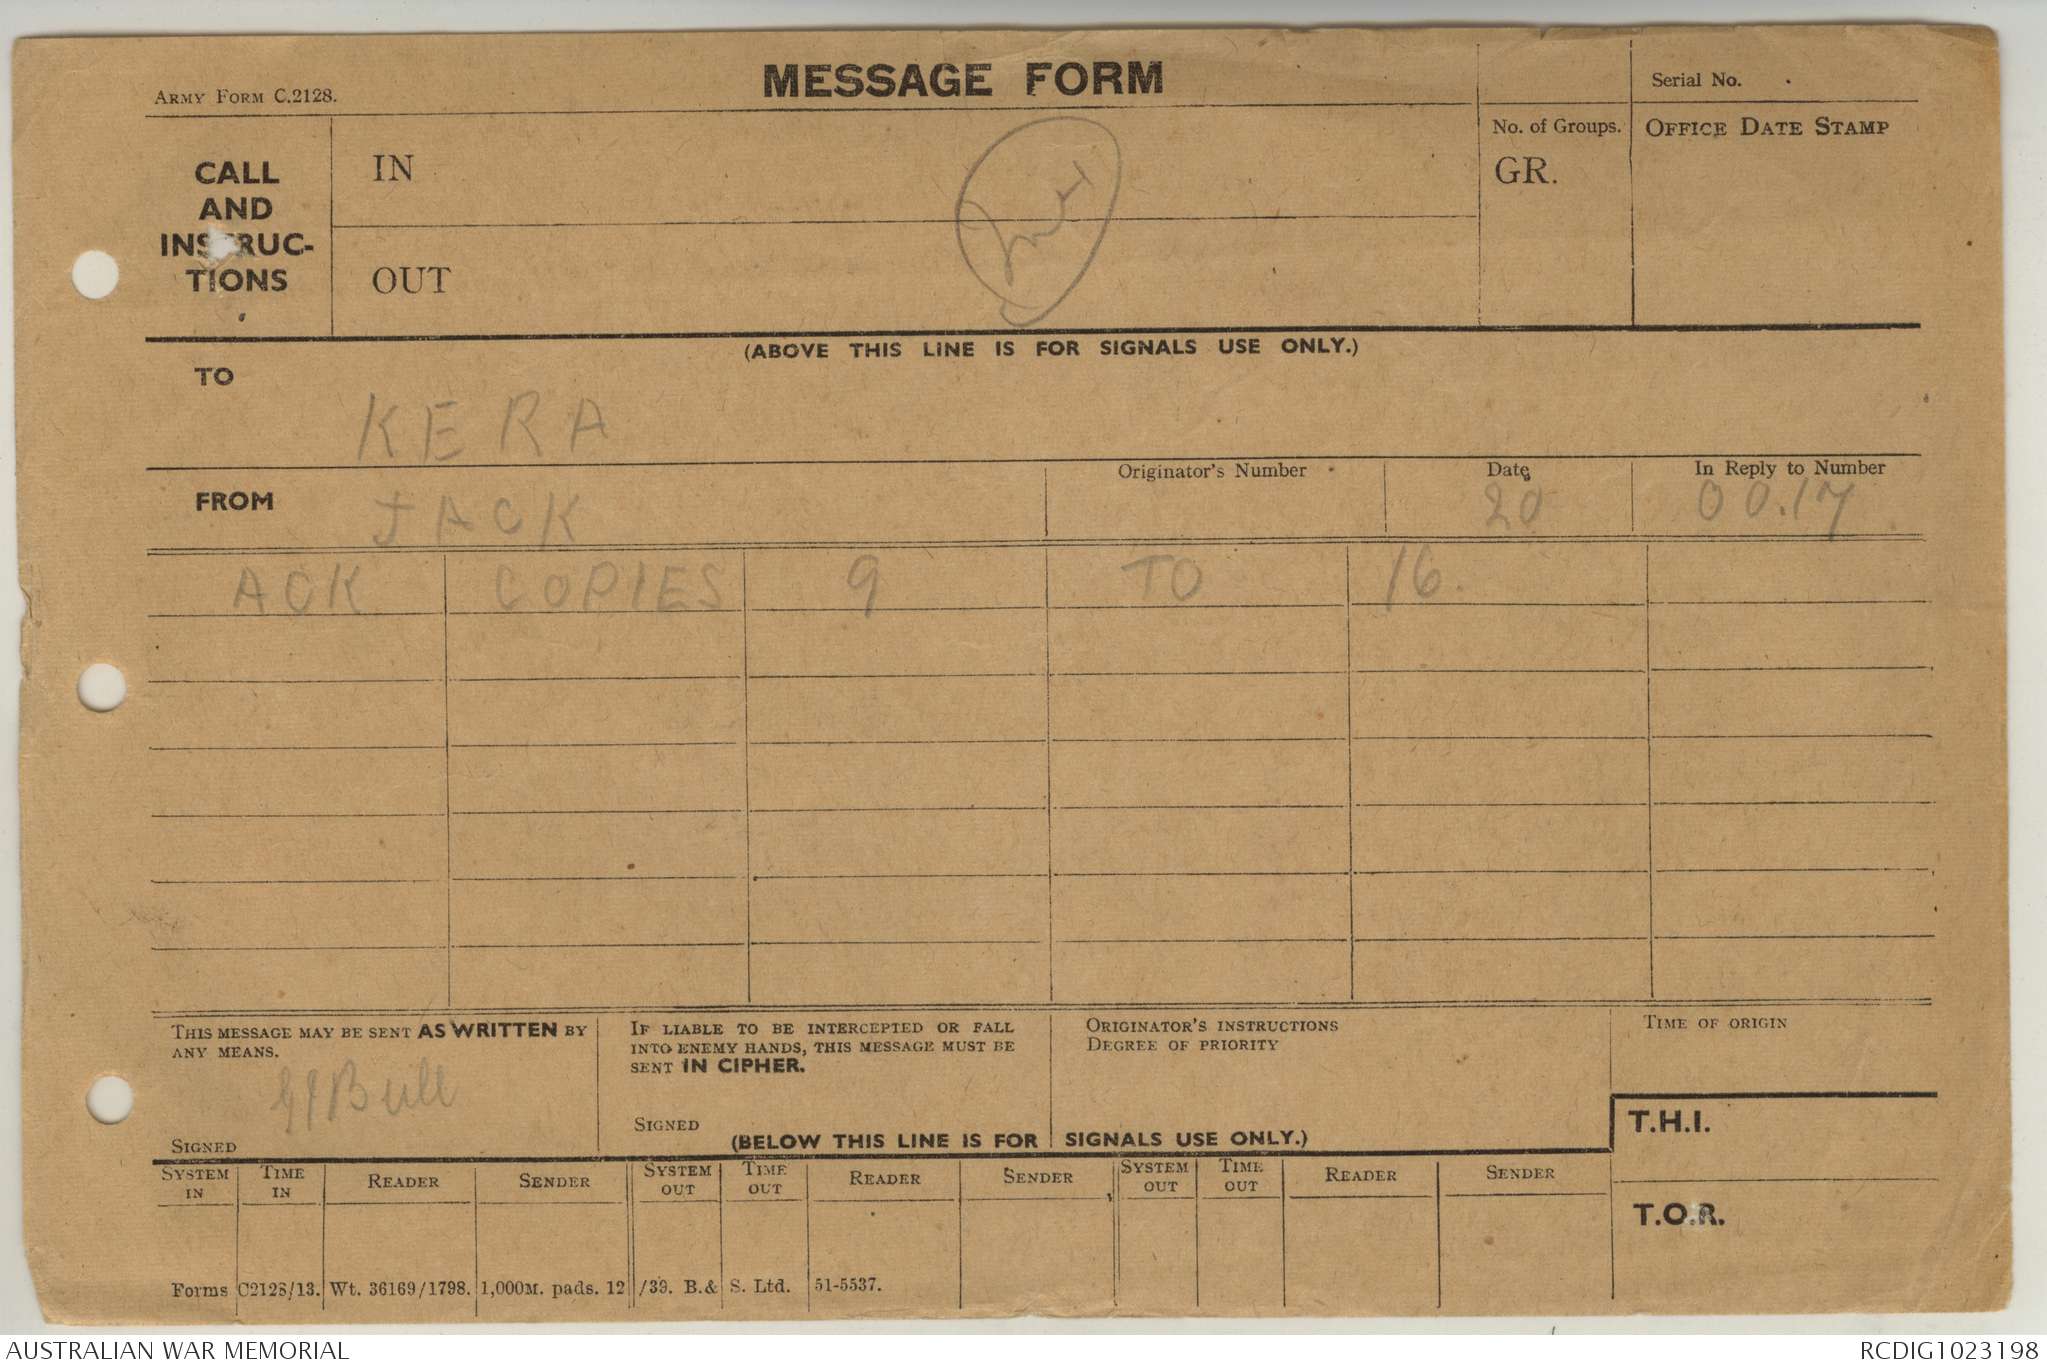 ARMY FORM C.2128.
MESSAGE FORM
Serial No.
CALL AND INSTRUC-TIONS
IN
OUT
No. of Groups.
GR.
OFFICE DATE STAMP
(ABOVE THIS LINE IS FOR SIGNALS USE ONLY.)
TO
KERA
FROM
JACK
Originator's Number
Date
20
In Reply to Number
00.17
ACK COPIES 9 TO 16.
THIS MESSAGE MAY BE SENT AS WRITTEN BY
ANY MEANS.
Bull
SIGNED
IF LIABLE TO BE INTERCEPTED OR FALL
INTO ENEMY HANDS, THIS MESSAGE MUST BE
SENT IN CIPHER.
SIGNED
ORIGINATOR'S INSTRUCTIONS
DEGREE OF PRIORITY
TIME OF ORIGIN
T.H.I.
(BELOW THIS LINE IS FOR SIGNALS USE ONLY.)
SYSTEM IN
TIME IN
READER
SENDER
SYSTEM OUT
TIME OUT
READER
SENDER
SYSTEM OUT
TIME OUT
READER
SENDER
T.O.R.
Forms C2128/13. Wt. 36169/1798. 1,000M. pads. 12/39. B.& S. Ltd. 51-5537.
AUSTRALIAN WAR MEMORIAL
RCDIG1023198